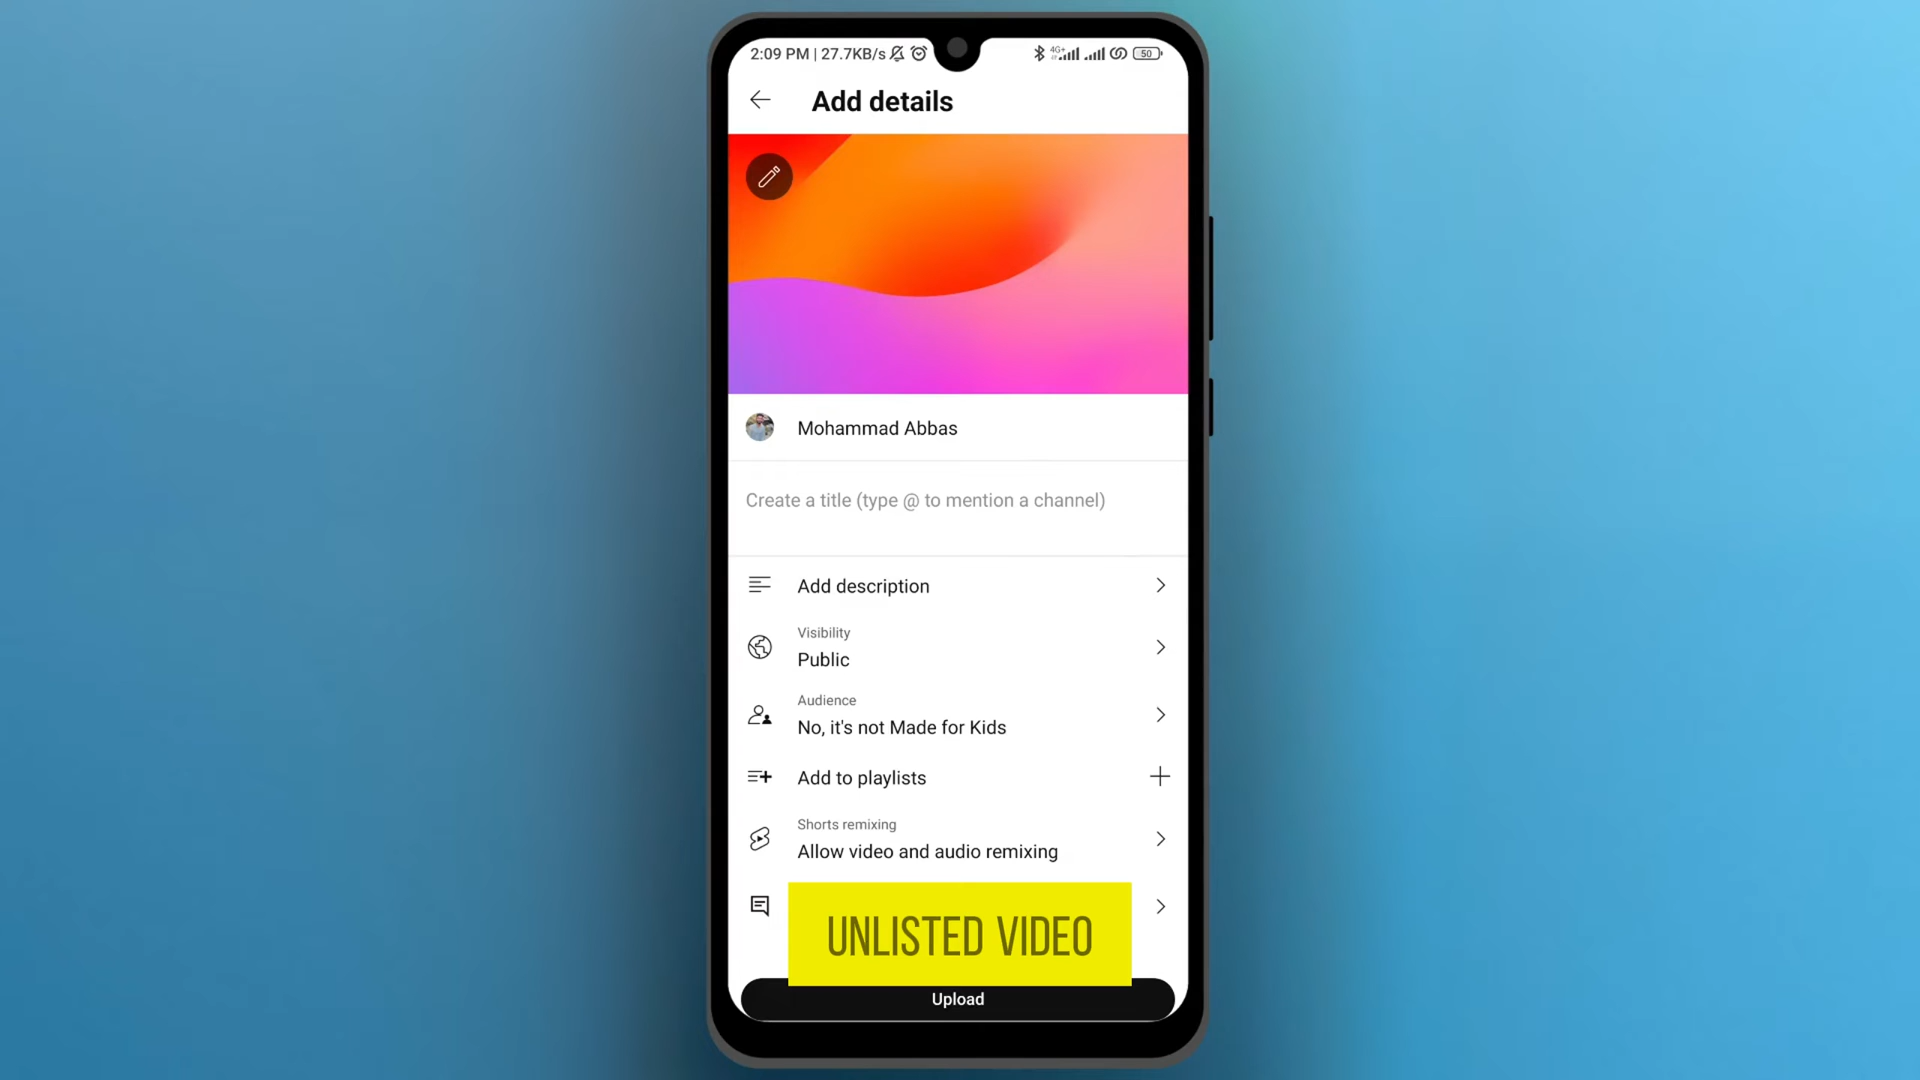 2:09 PM | 27.7KB/s
4G+
50
Add details
Mohammad Abbas
Create a title (type @ to mention a channel)
Add description
Visibility
Public
Audience
No, it's not Made for Kids
Add to playlists
Shorts remixing
Allow video and audio remixing
UNLISTED VIDEO
Upload